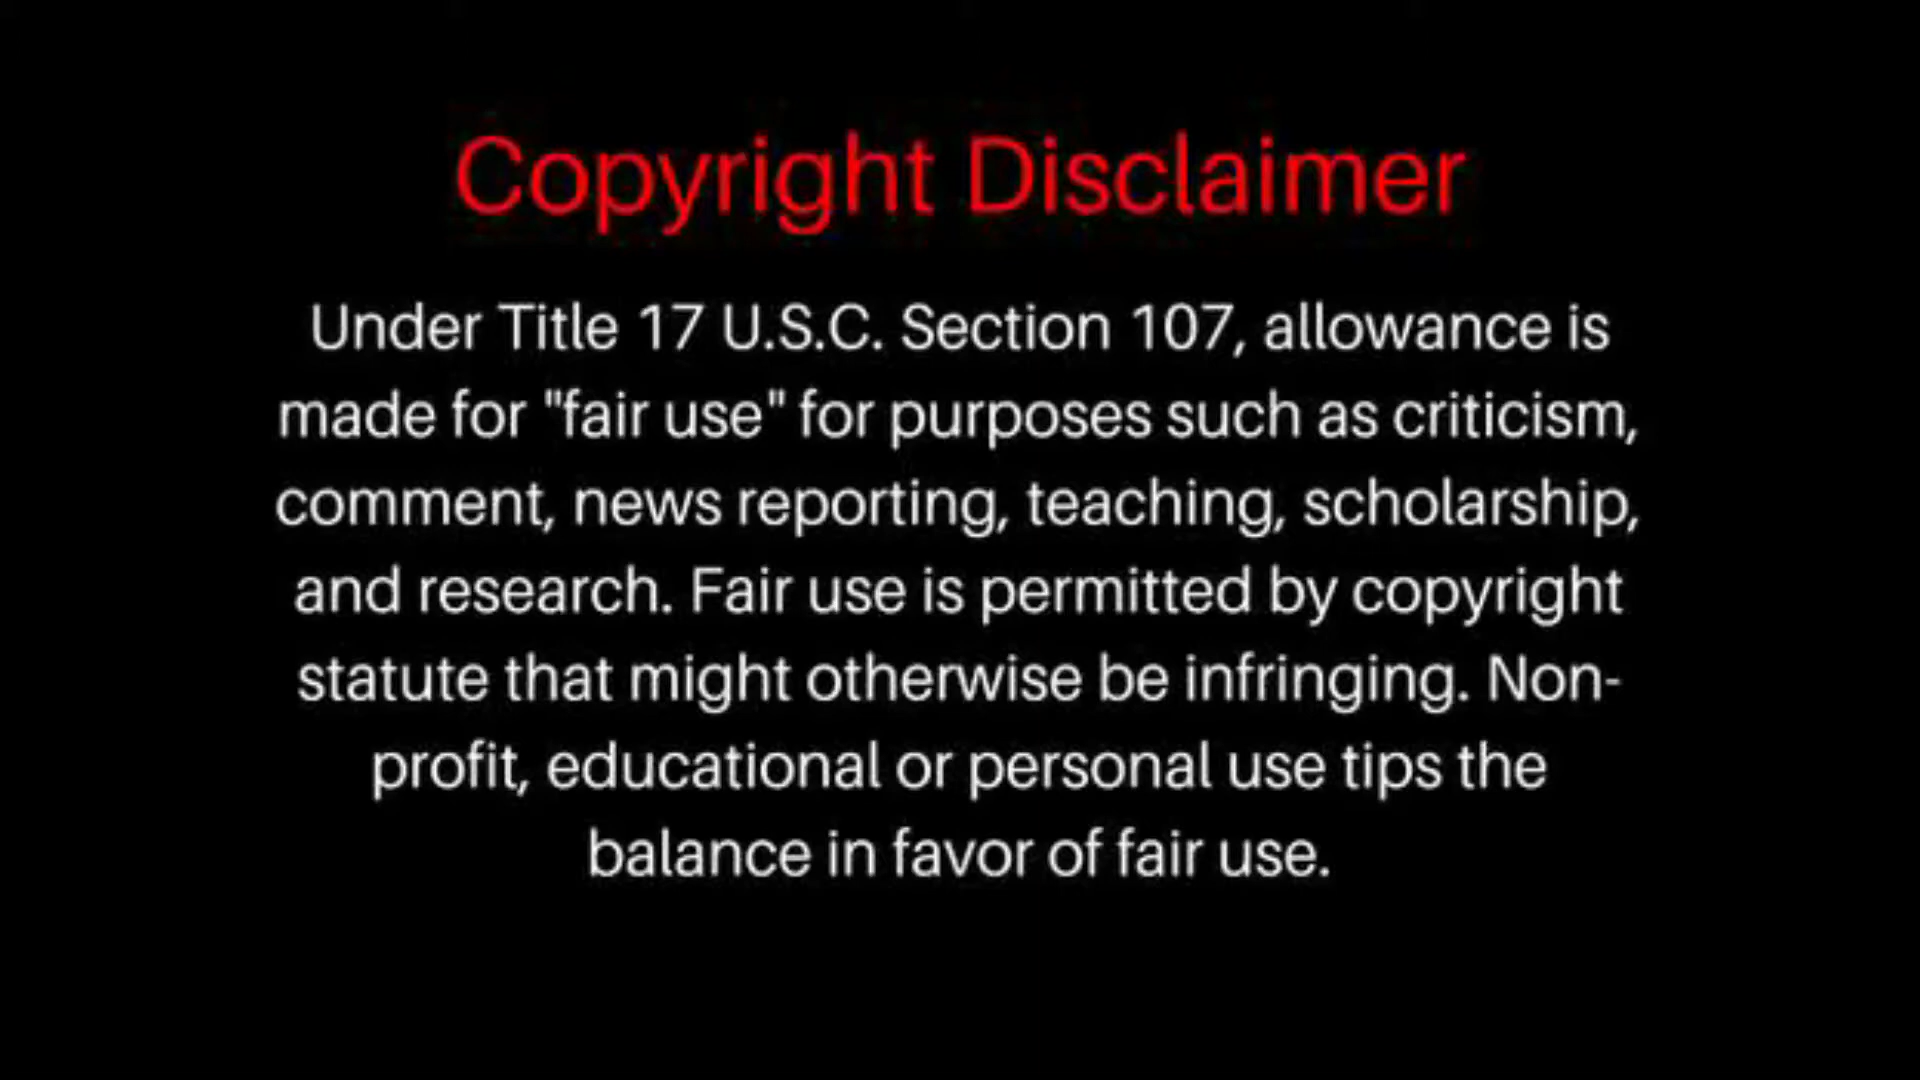 Copyright Disclaimer
Under Title 17 U.S.C. Section 107, allowance is
made for "fair use" for purposes such as criticism,
comment, news reporting, teaching, scholarship,
and research. Fair use is permitted by copyright
statute that might otherwise be infringing. Non-
profit, educational or personal use tips the
balance in favor of fair use.